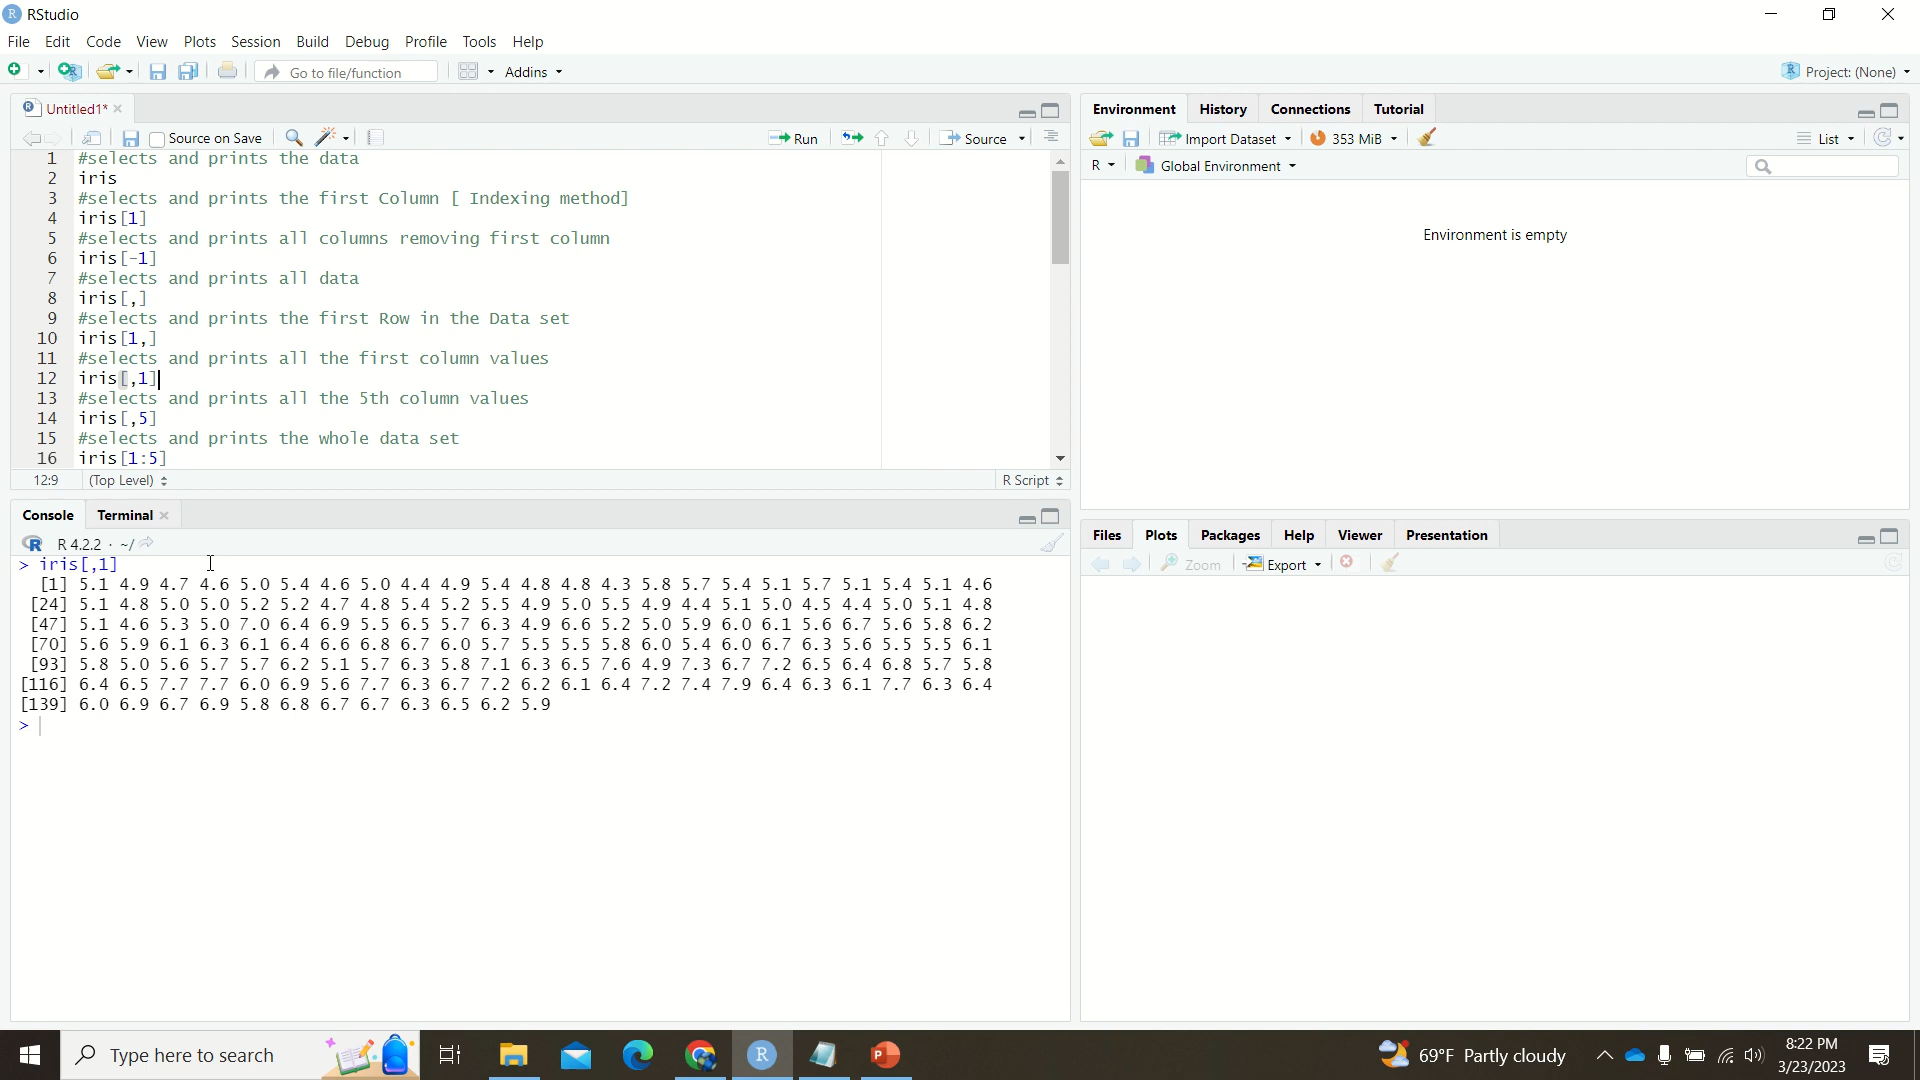 RStudio
File Edit Code View Plots Session Build Debug Profile Tools Help
Go to file/function Addins Project: (None)
Untitled1*
Source on Save Run Source
1 #selects and prints the data
2 iris
3 #selects and prints the first Column [ Indexing method]
4 iris[1]
5 #selects and prints all columns removing first column
6 iris[-1]
7 #selects and prints all data
8 iris[,]
9 #selects and prints the first Row in the Data set
10 iris[1,]
11 #selects and prints all the first column values
12 iris[,1]
13 #selects and prints all the 5th column values
14 iris[,5]
15 #selects and prints the whole data set
16 iris[1:5]
12:9 (Top Level) R Script
Console Terminal
R 4.2.2 · ~/
> iris[,1]
[1] 5.1 4.9 4.7 4.6 5.0 5.4 4.6 5.0 4.4 4.9 5.4 4.8 4.8 4.3 5.8 5.7 5.4 5.1 5.7 5.1 5.4 5.1 4.6
[24] 5.1 4.8 5.0 5.0 5.2 5.2 4.7 4.8 5.4 5.2 5.5 4.9 5.0 5.5 4.9 4.4 5.1 5.0 4.5 4.4 5.0 5.1 4.8
[47] 5.1 4.6 5.3 5.0 7.0 6.4 6.9 5.5 6.5 5.7 6.3 4.9 6.6 5.2 5.0 5.9 6.0 6.1 5.6 6.7 5.6 5.8 6.2
[70] 5.6 5.9 6.1 6.3 6.1 6.4 6.6 6.8 6.7 6.0 5.7 5.5 5.5 5.8 6.0 5.4 6.0 6.7 6.3 5.6 5.5 5.5 6.1
[93] 5.8 5.0 5.6 5.7 5.7 6.2 5.1 5.7 6.3 5.8 7.1 6.3 6.5 7.6 4.9 7.3 6.7 7.2 6.5 6.4 6.8 5.7 5.8
[116] 6.4 6.5 7.7 7.7 6.0 6.9 5.6 7.7 6.3 6.7 7.2 6.2 6.1 6.4 7.2 7.4 7.9 6.4 6.3 6.1 7.7 6.3 6.4
[139] 6.0 6.9 6.7 6.9 5.8 6.8 6.7 6.7 6.3 6.5 6.2 5.9
>
Environment History Connections Tutorial
Import Dataset 353 MiB List
R Global Environment
Environment is empty
Files Plots Packages Help Viewer Presentation
Zoom Export
Type here to search
69°F Partly cloudy
8:22 PM
3/23/2023